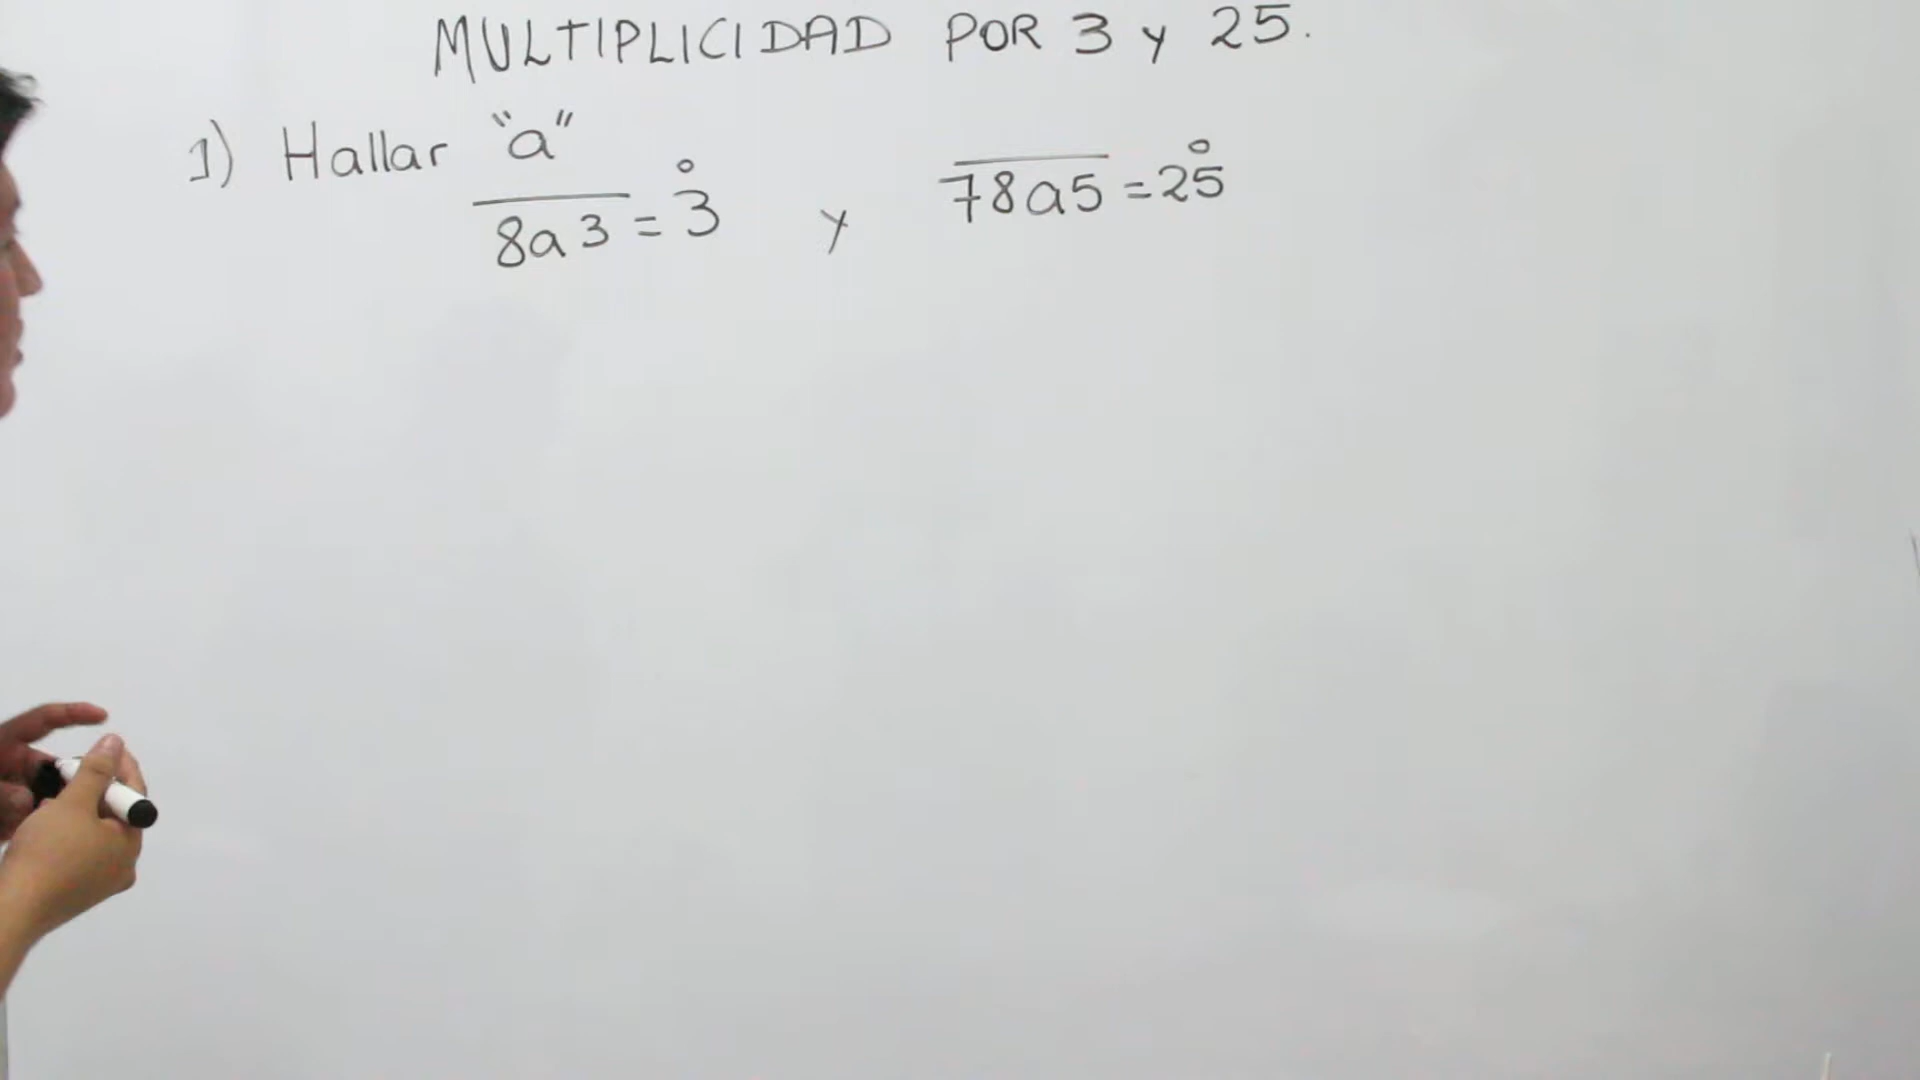 MULTIPLICIDAD POR 3 y 25.
1) Hallar "a"
8a3 = 3̊ y 78a5 = 25̊